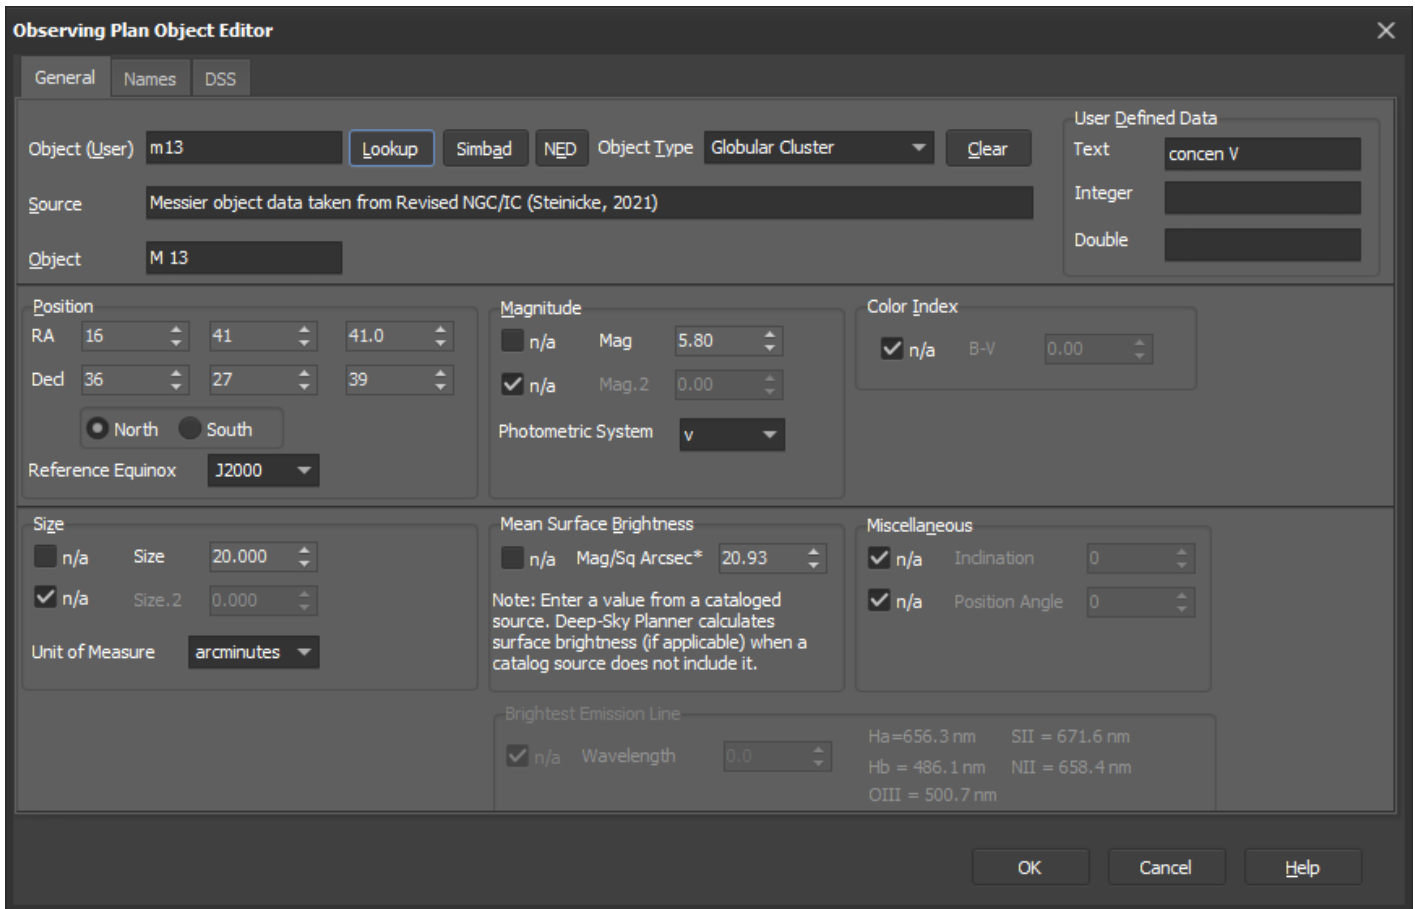 Observing Plan Object Editor
General Names DSS
User Defined Data
Object (User) m13 Lookup Simbad NED Object Type Globular Cluster Clear
Text concen V
Source Messier object data taken from Revised NGC/IC (Steinicke, 2021)
Integer
Double
Object M 13
Position
RA 16 41 41.0
Decl 36 27 39
North South
Reference Equinox J2000
Magnitude
n/a Mag 5.80
n/a Mag.2 0.00
Photometric System v
Color Index
n/a B-V 0.00
Size
n/a Size 20.000
n/a Size.2 0.000
Unit of Measure arcminutes
Mean Surface Brightness
n/a Mag/Sq Arcsec* 20.93
Note: Enter a value from a cataloged
source. Deep-Sky Planner calculates
surface brightness (if applicable) when a
catalog source does not include it.
Miscellaneous
n/a Inclination 0
n/a Position Angle 0
Brightest Emission Line
n/a Wavelength 0.0
Ha=656.3 nm SII = 671.6 nm
Hb = 486.1 nm NII = 658.4 nm
OIII = 500.7 nm
OK Cancel Help